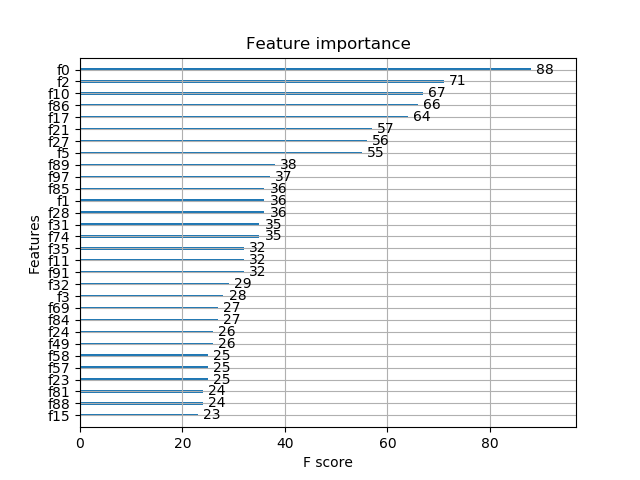 Feature importance
f0 88
f2 71
f10 67
f86 66
f17 64
f21 57
f27 56
f5 55
f89 38
f97 37
f85 36
f1 36
f28 36
f31 35
f74 35
f35 32
f11 32
f91 32
f32 29
f3 28
f69 27
f84 27
f24 26
f49 26
f58 25
f57 25
f23 25
f81 24
f88 24
f15 23
Features
0 20 40 60 80
F score